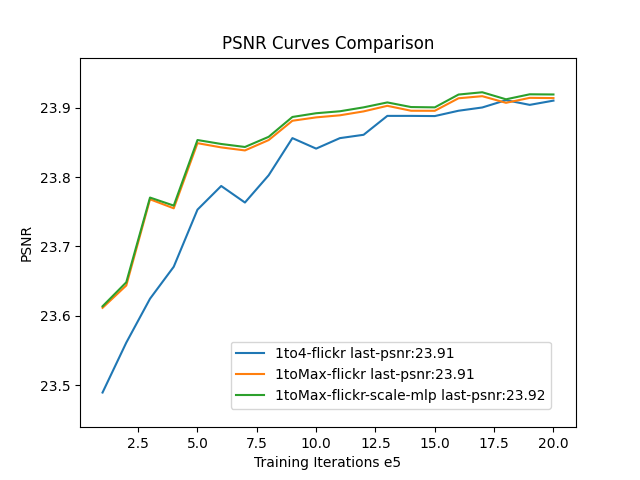 PSNR Curves Comparison
PSNR
23.9
23.8
23.7
23.6
23.5
1to4-flickr last-psnr:23.91
1toMax-flickr last-psnr:23.91
1toMax-flickr-scale-mlp last-psnr:23.92
2.5 5.0 7.5 10.0 12.5 15.0 17.5 20.0
Training Iterations e5